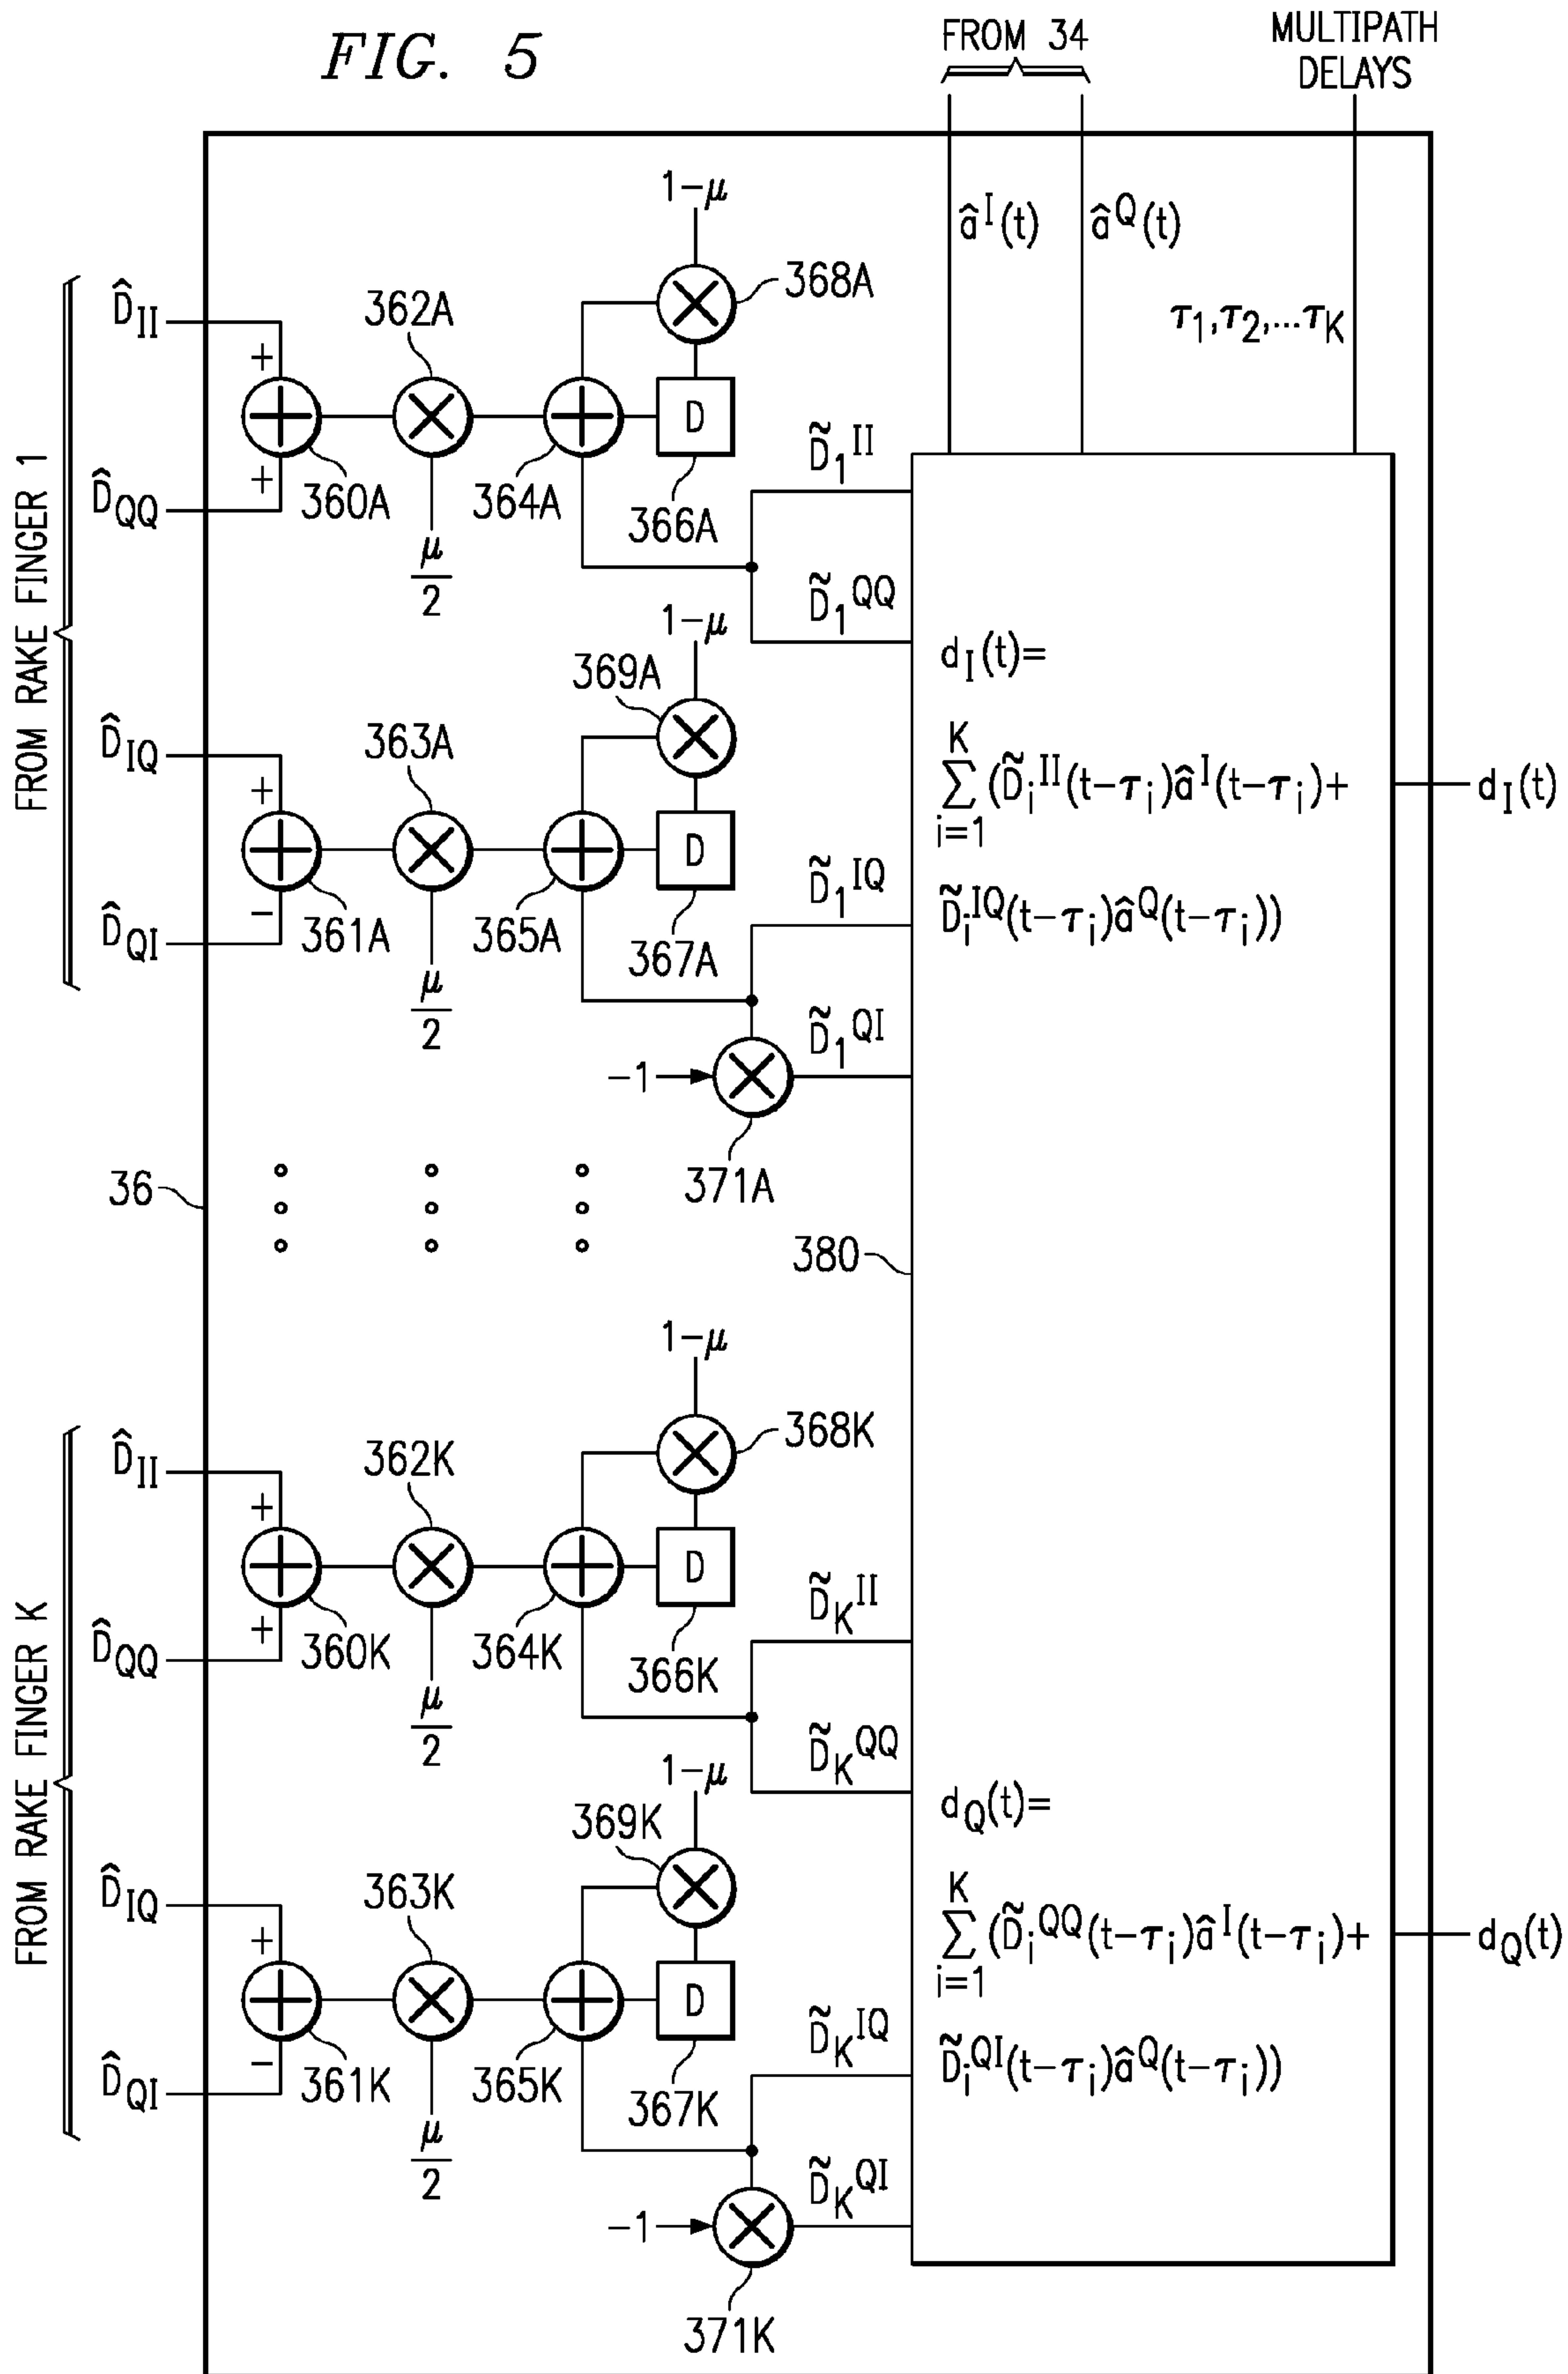 FIG. 5
FROM 34
MULTIPATH
DELAYS
1−μ
â^I(t)
â^Q(t)
368A
τ1,τ2,...τK
FROM RAKE FINGER 1
D̂II
362A
+
D
D̃1^II
+
D̂QQ
360A
364A
366A
μ/2
D̃1^QQ
1−μ
dI(t)=
369A
D̂IQ
363A
K
∑(D̃i^II(t−τi)â^I(t−τi)+
i=1
dI(t)
+
D
D̃1^IQ
D̃i^IQ(t−τi)â^Q(t−τi))
−
D̂QI
361A
365A
367A
μ/2
D̃1^QI
−1
371A
36
380
1−μ
368K
FROM RAKE FINGER K
D̂II
362K
+
D
D̃K^II
+
D̂QQ
360K
364K
366K
μ/2
D̃K^QQ
1−μ
dQ(t)=
369K
D̂IQ
363K
K
∑(D̃i^QQ(t−τi)â^I(t−τi)+
i=1
dQ(t)
+
D
D̃K^IQ
D̃i^QI(t−τi)â^Q(t−τi))
−
D̂QI
361K
365K
367K
μ/2
D̃K^QI
−1
371K